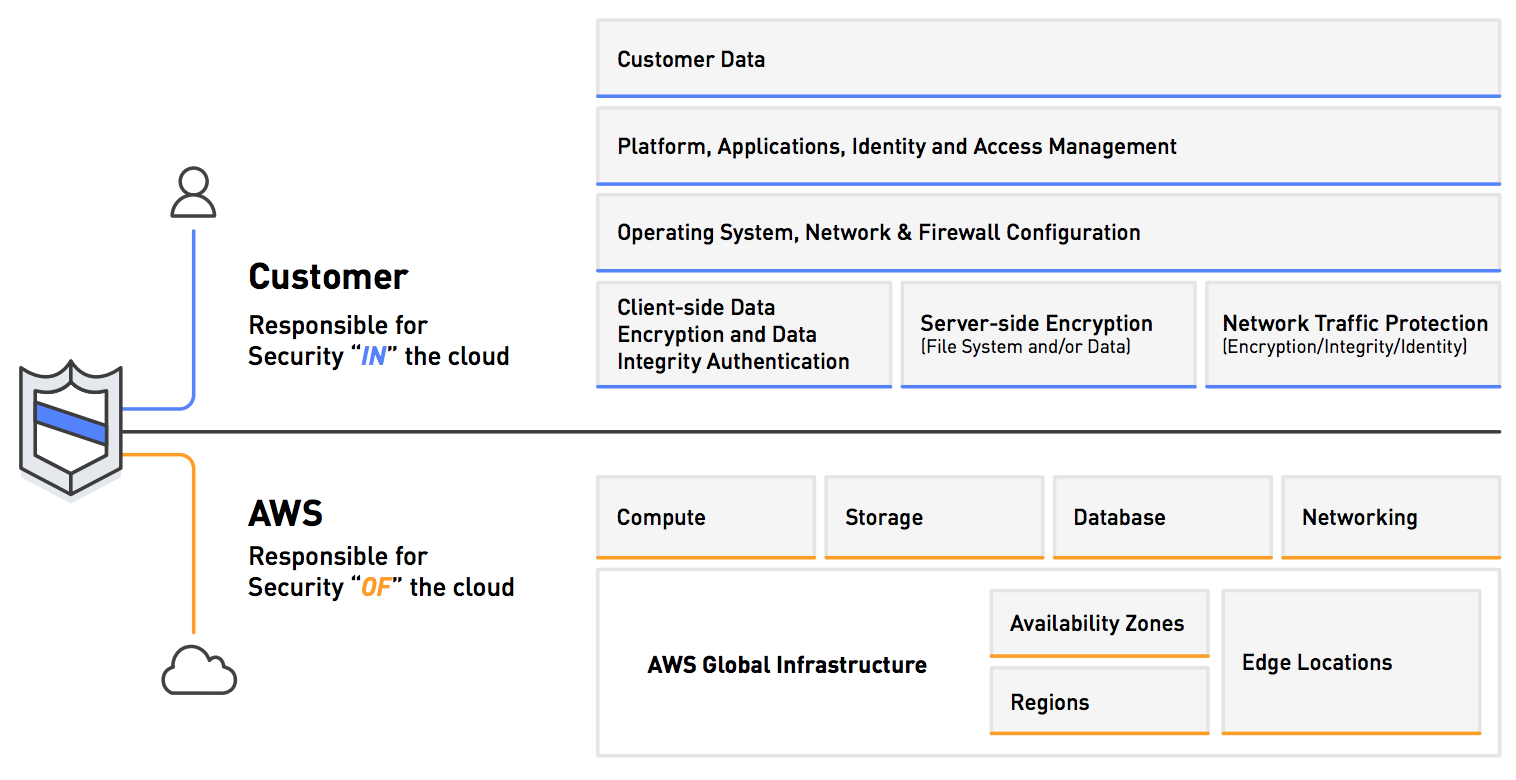 Customer Data
Platform, Applications, Identity and Access Management
Operating System, Network & Firewall Configuration
Client-side Data
Encryption and Data
Integrity Authentication
Server-side Encryption
(File System and/or Data)
Network Traffic Protection
(Encryption/Integrity/Identity)
Customer
Responsible for
Security “IN” the cloud
AWS
Responsible for
Security “OF” the cloud
Compute
Storage
Database
Networking
AWS Global Infrastructure
Availability Zones
Regions
Edge Locations